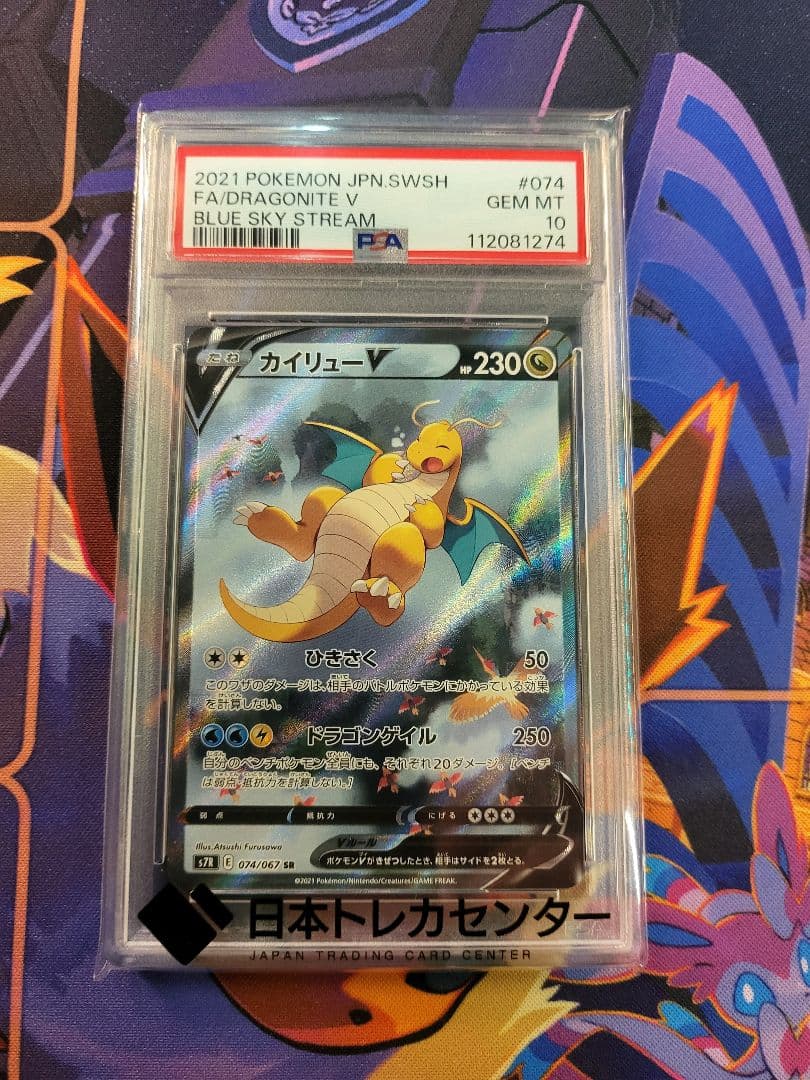 2021 POKEMON JPN.SWSH #074
FA/DRAGONITE V GEM MT
BLUE SKY STREAM 10
PSA 112081274
たね カイリューV HP 230
ひきさく 50
このワザのダメージは、相手のバトルポケモンにかかっている効果
を計算しない。
ドラゴンゲイル 250
自分のベンチポケモン全員にも、それぞれ20ダメージ。[ベンチ
は弱点・抵抗力を計算しない。]
弱点 抵抗力 にげる
Illus. Atsushi Furusawa Vルール
s7R E 074/067 SR ポケモンVがきぜつしたとき、相手はサイドを2枚とる。
©2021 Pokémon/Nintendo/Creatures/GAME FREAK.
日本トレカセンター
JAPAN TRADING CARD CENTER